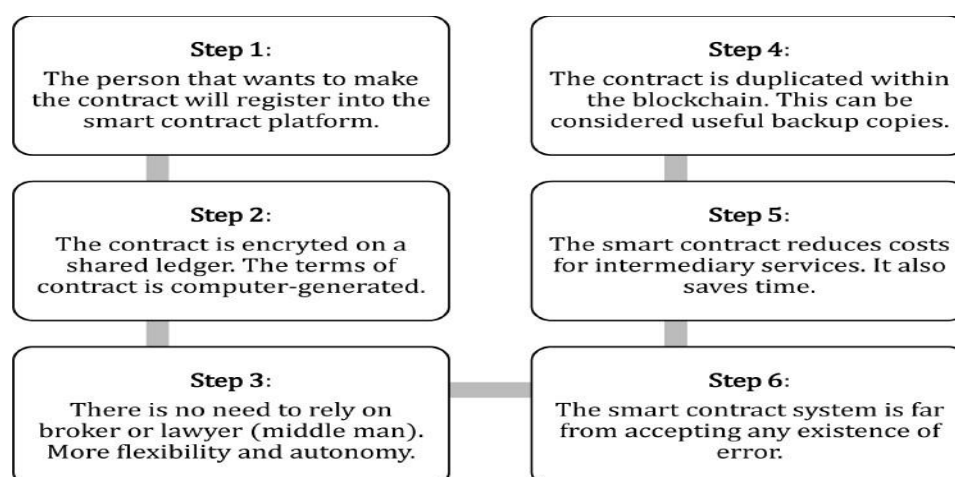 Step 1:
The person that wants to make
the contract will register into the
smart contract platform.
Step 2:
The contract is encryted on a
shared ledger. The terms of
contract is computer-generated.
Step 3:
There is no need to rely on
broker or lawyer (middle man).
More flexibility and autonomy.
Step 4:
The contract is duplicated within
the blockchain. This can be
considered useful backup copies.
Step 5:
The smart contract reduces costs
for intermediary services. It also
saves time.
Step 6:
The smart contract system is far
from accepting any existence of
error.